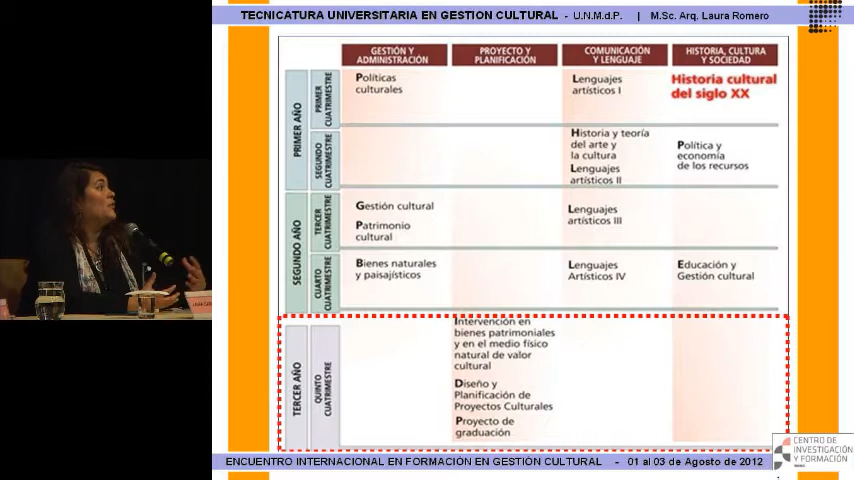 TECNICATURA UNIVERSITARIA EN GESTION CULTURAL - U.N.M.d.P. | M.Sc. Arq. Laura Romero
GESTIÓN Y
ADMINISTRACIÓN
PROYECTO Y
PLANIFICACIÓN
COMUNICACIÓN
Y LENGUAJE
HISTORIA, CULTURA
Y SOCIEDAD
PRIMER AÑO
PRIMER
CUATRIMESTRE
Políticas
culturales
Lenguajes
artísticos I
Historia cultural
del siglo XX
SEGUNDO
CUATRIMESTRE
Historia y teoría
del arte y
la cultura
Lenguajes
artísticos II
Política y
economía
de los recursos
SEGUNDO AÑO
TERCER
CUATRIMESTRE
Gestión cultural
Patrimonio
cultural
Lenguajes
artísticos III
CUARTO
CUATRIMESTRE
Bienes naturales
y paisajísticos
Lenguajes
Artísticos IV
Educación y
Gestión cultural
TERCER AÑO
QUINTO
CUATRIMESTRE
Intervención en
bienes patrimoniales
y en el medio físico
natural de valor
cultural
Diseño y
Planificación de
Proyectos Culturales
Proyecto de
graduación
CENTRO DE
INVESTIGACIÓN
Y FORMACIÓN
ENCUENTRO INTERNACIONAL EN FORMACIÓN EN GESTIÓN CULTURAL - 01 al 03 de Agosto de 2012